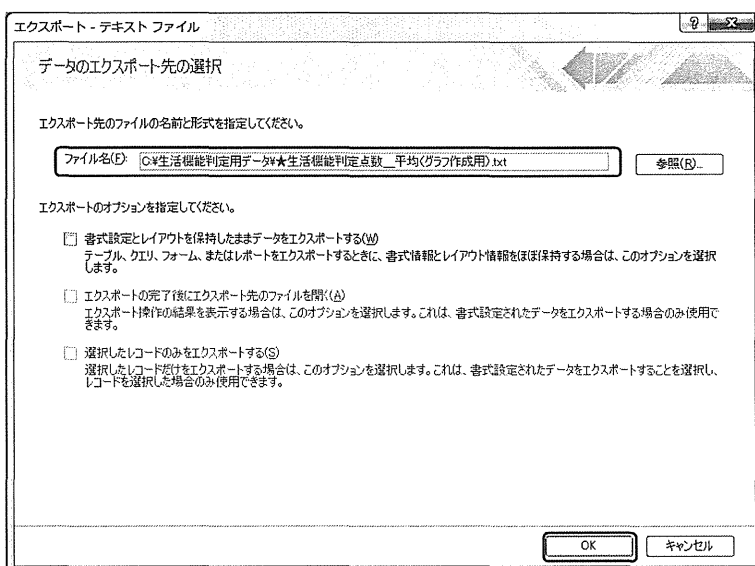 エクスポート - テキスト ファイル
データのエクスポート先の選択
エクスポート先のファイルの名前と形式を指定してください。
ファイル名(F):
C:¥生活機能判定用データ¥★生活機能判定点数__平均(グラフ作成用).txt
参照(R)...
エクスポートのオプションを指定してください。
書式設定とレイアウトを保持したままデータをエクスポートする(W)
テーブル、クエリ、フォーム、またはレポートをエクスポートするときに、書式情報とレイアウト情報をほぼ保持する場合は、このオプションを選択
します。
エクスポートの完了後にエクスポート先のファイルを開く(A)
エクスポート操作の結果を表示する場合は、このオプションを選択します。これは、書式設定されたデータをエクスポートする場合のみ使用で
きます。
選択したレコードのみをエクスポートする(S)
選択したレコードだけをエクスポートする場合は、このオプションを選択します。これは、書式設定されたデータをエクスポートすることを選択し、
レコードを選択した場合のみ使用できます。
OK
キャンセル